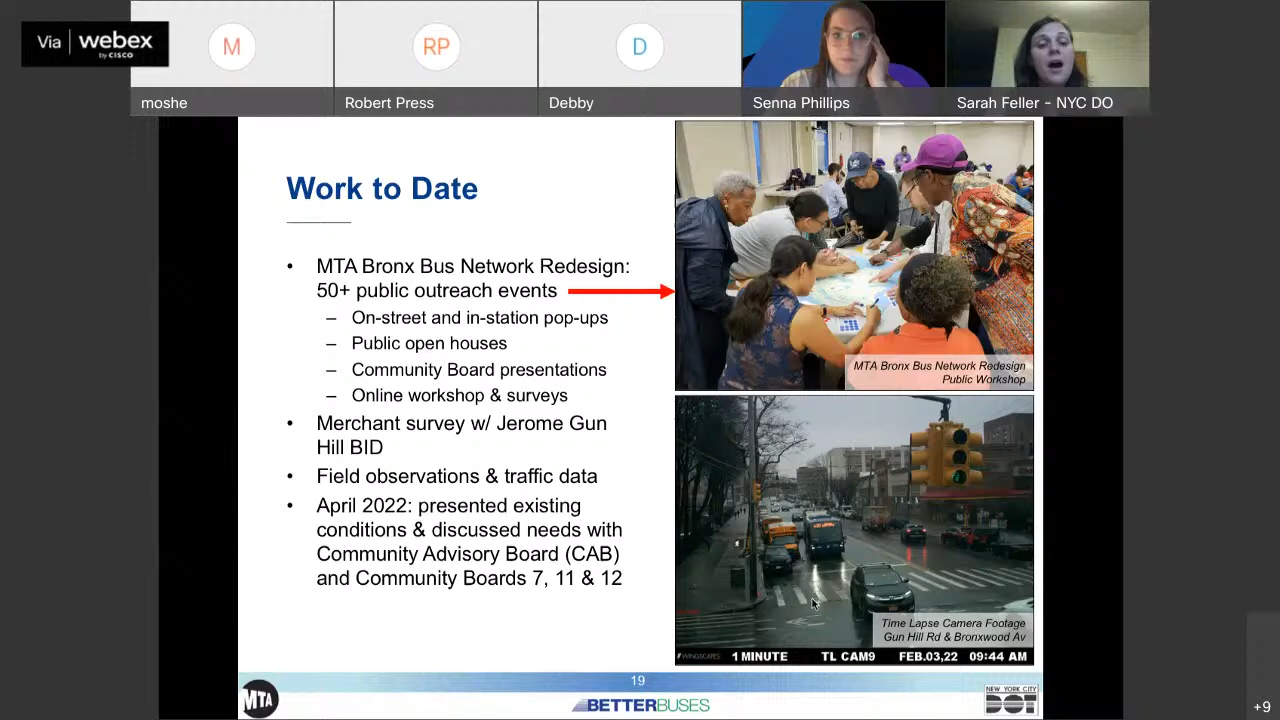 Via webex
by CISCO
M
RP
D
moshe
Robert Press
Debby
Senna Phillips
Sarah Feller - NYC DO
Work to Date
• MTA Bronx Bus Network Redesign:
50+ public outreach events
– On-street and in-station pop-ups
– Public open houses
– Community Board presentations
– Online workshop & surveys
• Merchant survey w/ Jerome Gun
Hill BID
• Field observations & traffic data
• April 2022: presented existing
conditions & discussed needs with
Community Advisory Board (CAB)
and Community Boards 7, 11 & 12
MTA Bronx Bus Network Redesign
Public Workshop
Time Lapse Camera Footage
Gun Hill Rd & Bronxwood Av
WINGSCAPES 1 MINUTE TL CAM9 FEB.03,22 09:44 AM
19
MTA
BETTERBUSES
NEW YORK CITY
DOT
+9